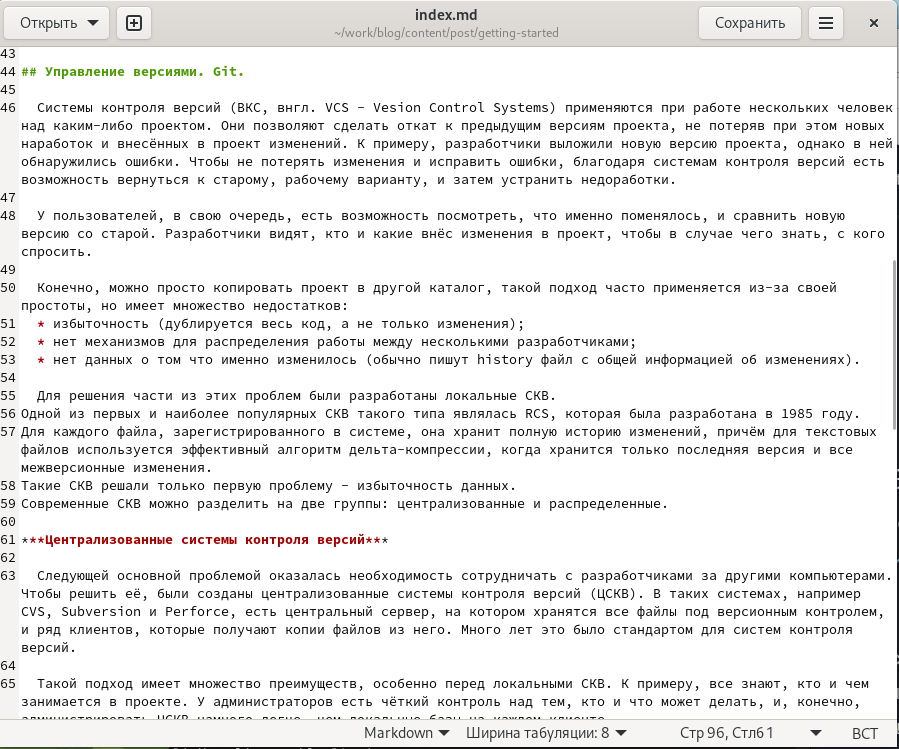 Открыть
index.md
~/work/blog/content/post/getting-started
Сохранить
43
44 ## Управление версиями. Git.
45
46 Системы контроля версий (ВКС, внгл. VCS - Vesion Control Systems) применяются при работе нескольких человек
над каким-либо проектом. Они позволяют сделать откат к предыдущим версиям проекта, не потеряв при этом новых
наработок и внесённых в проект изменений. К примеру, разработчики выложили новую версию проекта, однако в ней
обнаружились ошибки. Чтобы не потерять изменения и исправить ошибки, благодаря системам контроля версий есть
возможность вернуться к старому, рабочему варианту, и затем устранить недоработки.
47
48 У пользователей, в свою очередь, есть возможность посмотреть, что именно поменялось, и сравнить новую
версию со старой. Разработчики видят, кто и какие внёс изменения в проект, чтобы в случае чего знать, с кого
спросить.
49
50 Конечно, можно просто копировать проект в другой каталог, такой подход часто применяется из-за своей
простоты, но имеет множество недостатков:
51 * избыточность (дублируется весь код, а не только изменения);
52 * нет механизмов для распределения работы между несколькими разработчиками;
53 * нет данных о том что именно изменилось (обычно пишут history файл с общей информацией об изменениях).
54
55 Для решения части из этих проблем были разработаны локальные СКВ.
56 Одной из первых и наиболее популярных СКВ такого типа являлась RCS, которая была разработана в 1985 году.
57 Для каждого файла, зарегистрированного в системе, она хранит полную историю изменений, причём для текстовых
файлов используется эффективный алгоритм дельта-компрессии, когда хранится только последняя версия и все
межверсионные изменения.
58 Такие СКВ решали только первую проблему - избыточность данных.
59 Современные СКВ можно разделить на две группы: централизованные и распределенные.
60
61 ***Централизованные системы контроля версий***
62
63 Следующей основной проблемой оказалась необходимость сотрудничать с разработчиками за другими компьютерами.
Чтобы решить её, были созданы централизованные системы контроля версий (ЦСКВ). В таких системах, например
CVS, Subversion и Perforce, есть центральный сервер, на котором хранятся все файлы под версионным контролем,
и ряд клиентов, которые получают копии файлов из него. Много лет это было стандартом для систем контроля
версий.
64
65 Такой подход имеет множество преимуществ, особенно перед локальными СКВ. К примеру, все знают, кто и чем
занимается в проекте. У администраторов есть чёткий контроль над тем, кто и что может делать, и, конечно,
администрировать ЦСКВ намного легче, чем локальные базы на каждом клиенте.
Markdown Ширина табуляции: 8 Стр 96, Стлб 1 ВСТ